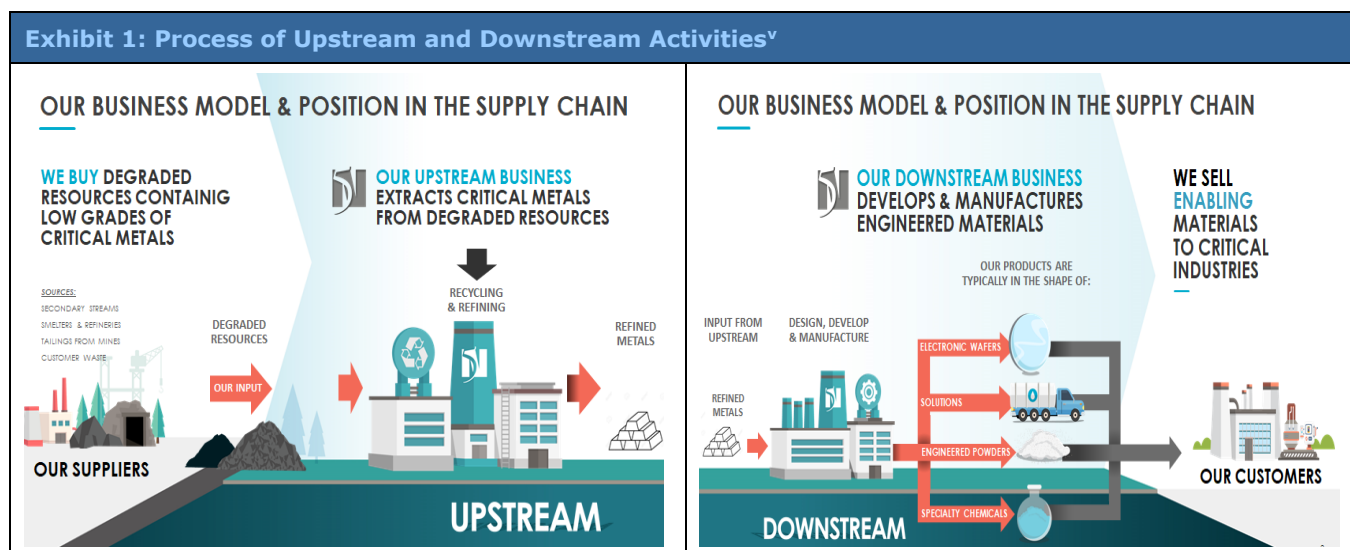 Exhibit 1: Process of Upstream and Downstream Activitiesᵛ
OUR BUSINESS MODEL & POSITION IN THE SUPPLY CHAIN
WE BUY DEGRADED
RESOURCES CONTAINIG
LOW GRADES OF
CRITICAL METALS
SOURCES:
SECONDARY STREAMS
SMELTERS & REFINERIES
TAILINGS FROM MINES
CUSTOMER WASTE
OUR UPSTREAM BUSINESS
EXTRACTS CRITICAL METALS
FROM DEGRADED RESOURCES
RECYCLING
& REFINING
DEGRADED
RESOURCES
REFINED
METALS
OUR INPUT
OUR SUPPLIERS
UPSTREAM
OUR BUSINESS MODEL & POSITION IN THE SUPPLY CHAIN
OUR DOWNSTREAM BUSINESS
DEVELOPS & MANUFACTURES
ENGINEERED MATERIALS
WE SELL
ENABLING
MATERIALS
TO CRITICAL
INDUSTRIES
OUR PRODUCTS ARE
TYPICALLY IN THE SHAPE OF:
INPUT FROM
UPSTREAM
DESIGN, DEVELOP
& MANUFACTURE
REFINED
METALS
ELECTRONIC WAFERS
SOLUTIONS
ENGINEERED POWDERS
SPECIALTY CHEMICALS
OUR CUSTOMERS
DOWNSTREAM